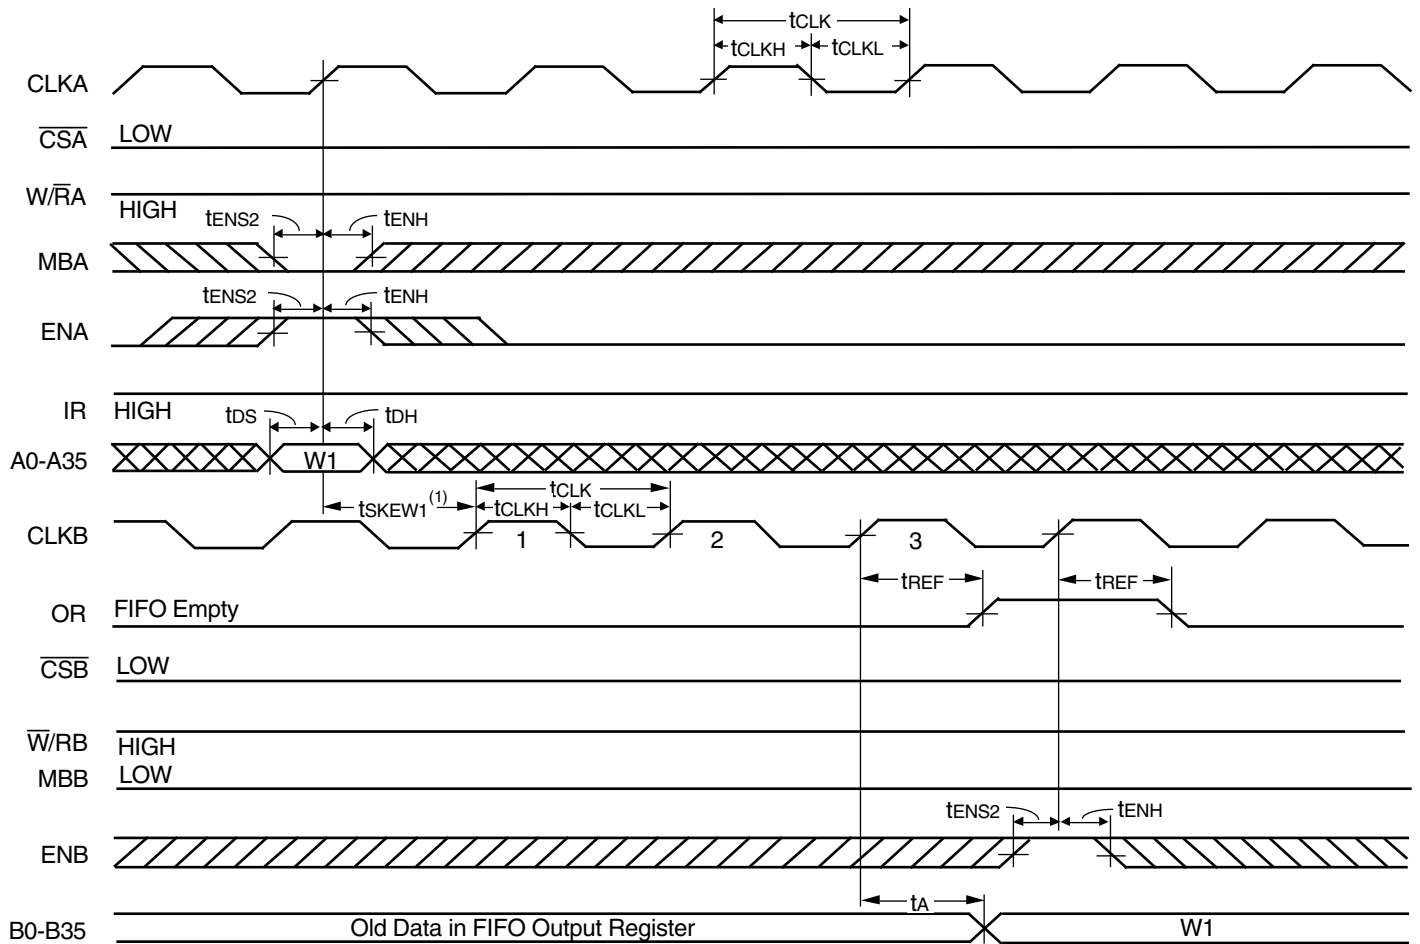 tCLK
tCLKH tCLKL
CLKA
CSA LOW
W/RA HIGH
tENS2 tENH
MBA
tENS2 tENH
ENA
IR HIGH
tDS tDH
A0-A35 W1
tSKEW1(1) tCLK
tCLKH tCLKL
CLKB 1 2 3
tREF tREF
OR FIFO Empty
CSB LOW
W/RB HIGH
MBB LOW
tENS2 tENH
ENB
tA
B0-B35 Old Data in FIFO Output Register W1